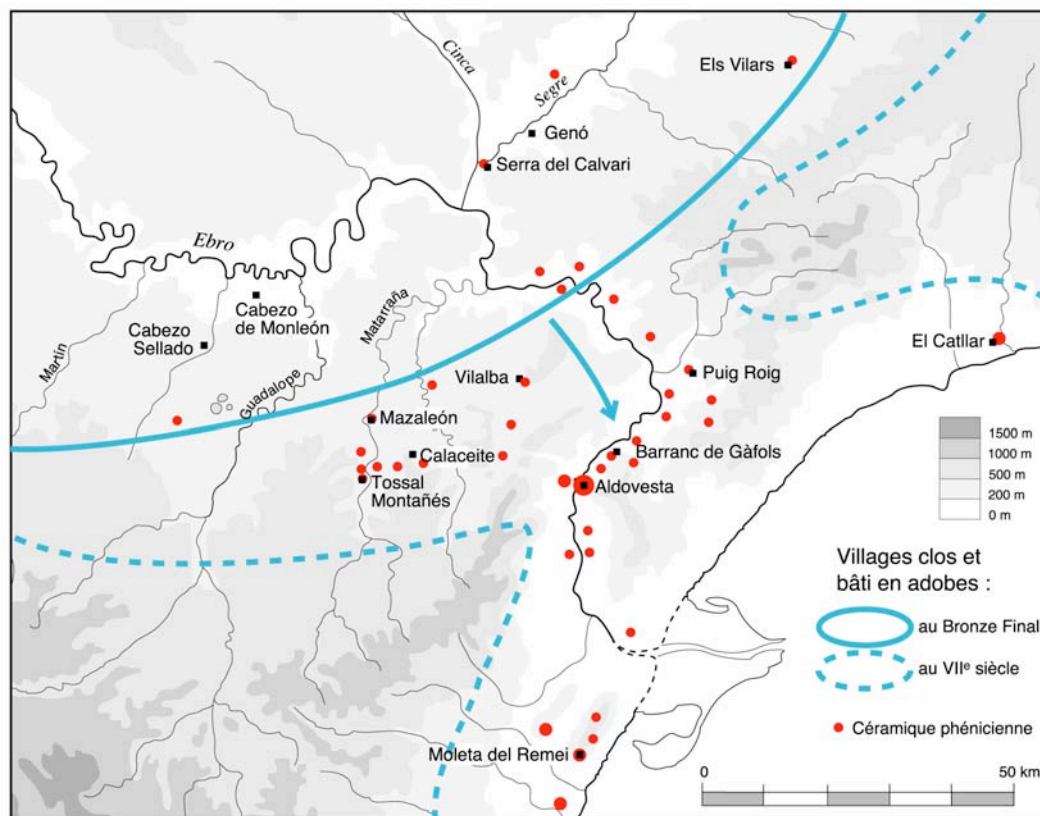 Cinca
Segre
Els Vilars
Genó
Serra del Calvari
Ebro
Cabezo
de Monleón
Matarraña
Cabezo
Sellado
Martín
Guadalope
El Catllar
Vilalba
Puig Roig
Mazaleón
Calaceite
Barranc de Gàfols
Tossal
Montañés
Aldovesta
1500 m
1000 m
500 m
200 m
0 m
Villages clos et
bâti en adobes :
au Bronze Final
au VIIe siècle
Céramique phénicienne
Moleta del Remei
0
50 km